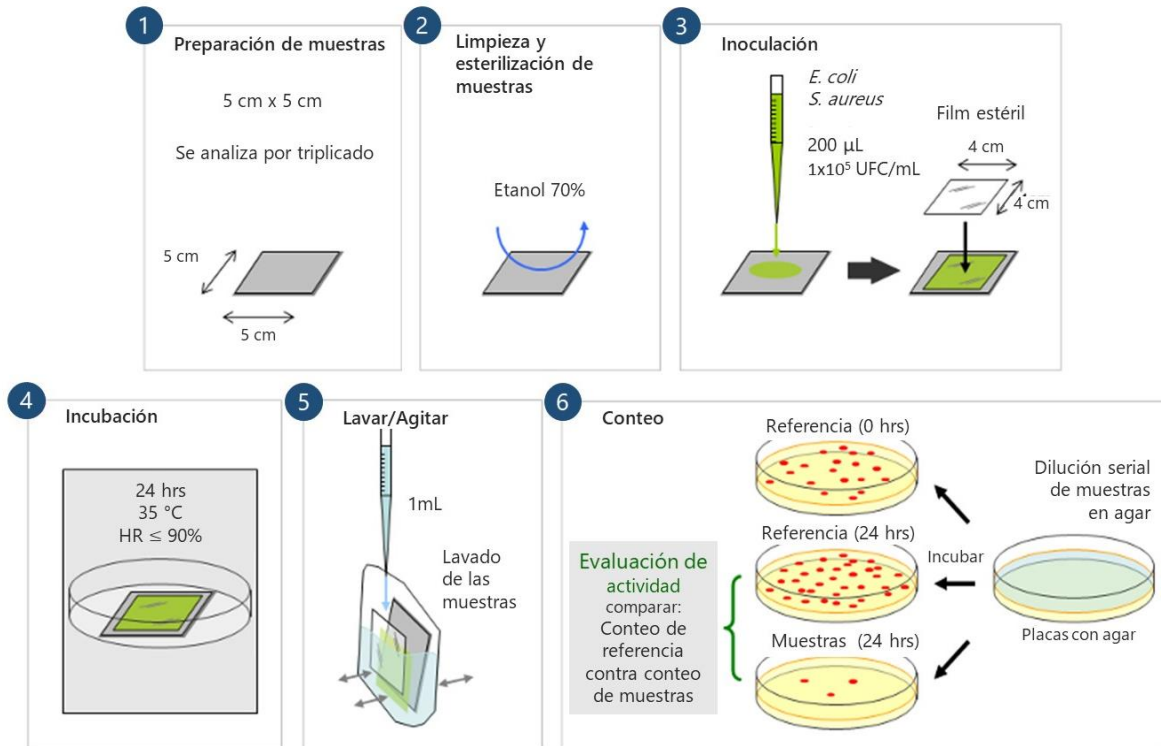 1
Preparación de muestras
5 cm x 5 cm
Se analiza por triplicado
5 cm
5 cm
2
Limpieza y
esterilización de
muestras
Etanol 70%
3
Inoculación
E. coli
S. aureus
200 µL
1x10⁵ UFC/mL
Film estéril
4 cm
4 cm
4
Incubación
24 hrs
35 °C
HR ≤ 90%
5
Lavar/Agitar
1mL
Lavado
de las
muestras
6
Conteo
Referencia (0 hrs)
Referencia (24 hrs)
Muestras (24 hrs)
Incubar
Dilución serial
de muestras
en agar
Placas con agar
Evaluación de
actividad
comparar:
Conteo de
referencia
contra conteo
de muestras